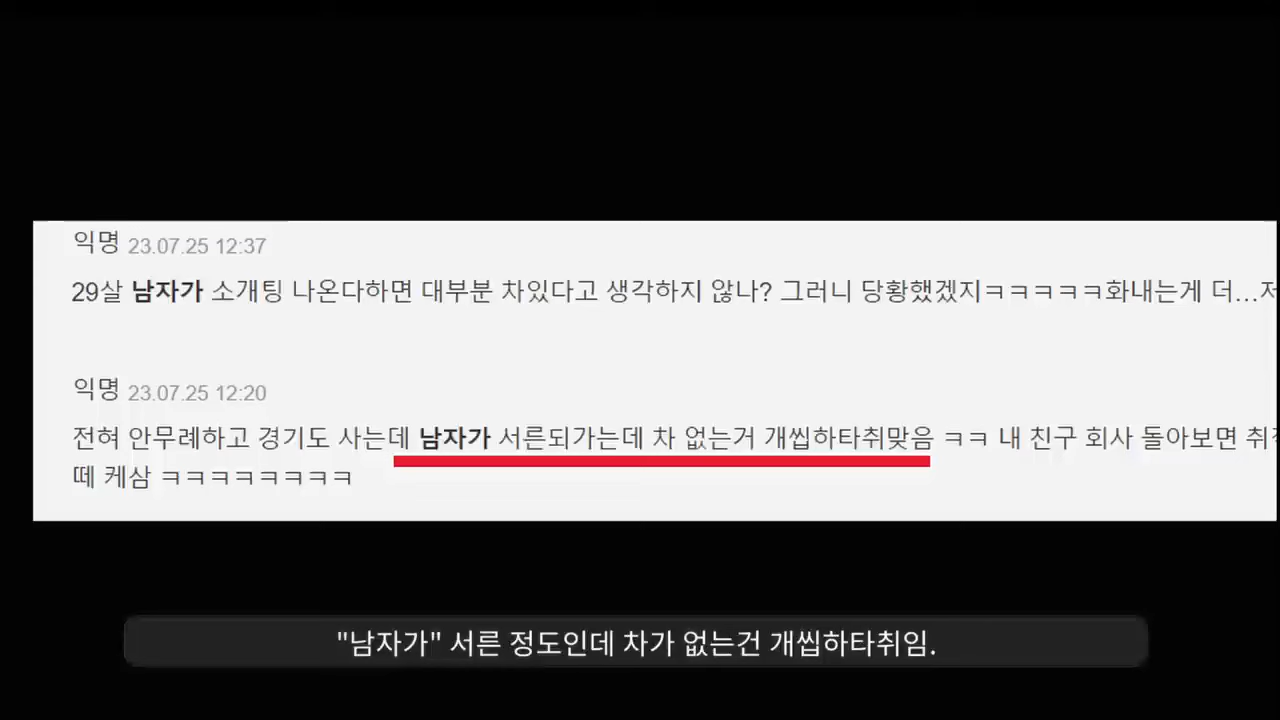 익명 23.07.25 12:37
29살 남자가 소개팅 나온다하면 대부분 차있다고 생각하지 않나? 그러니 당황했겠지ㅋㅋㅋㅋㅋ화내는게 더...
익명 23.07.25 12:20
전혀 안무례하고 경기도 사는데 남자가 서른되가는데 차 없는거 개씹하타취맞음 ㅋㅋ 내 친구 회사 돌아보면
떼 케삼 ㅋㅋㅋㅋㅋㅋㅋㅋ
"남자가" 서른 정도인데 차가 없는건 개씹하타취임.